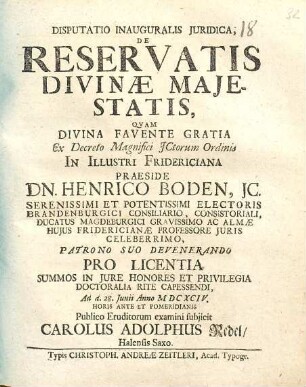 DISPUTATIO INAUGURALIS JURIDICA, 18
DE
RESERVATIS
DIVINÆ MAJE-
STATIS,
QVAM
DIVINA FAVENTE GRATIA
Ex Decreto Magnifici JCtorum Ordinis
IN ILLUSTRI FRIDERICIANA
PRAESIDE
DN. HENRICO BODEN, JC.
SERENISSIMI ET POTENTISSIMI ELECTORIS
BRANDENBURGICI CONSILIARIO, CONSISTORIALI,
DUCATUS MAGDEBURGICI GRAVISSIMO AC ALMÆ
HUJUS FRIDERICIANÆ PROFESSORE JURIS
CELEBERRIMO,
PATRONO SUO DEVENERANDO
PRO LICENTIA
SUMMOS IN JURE HONORES ET PRIVILEGIA
DOCTORALIA RITE CAPESSENDI,
Ad d. 28. Junii Anno MDCXCIV.
HORIS ANTE ET POMERIDIANIS
Publico Eruditorum examini subjicit
CAROLUS ADOLPHUS Redel/
Halensis Saxo.
Typis CHRISTOPH. ANDREÆ ZEITLERI, Acad. Typogr.